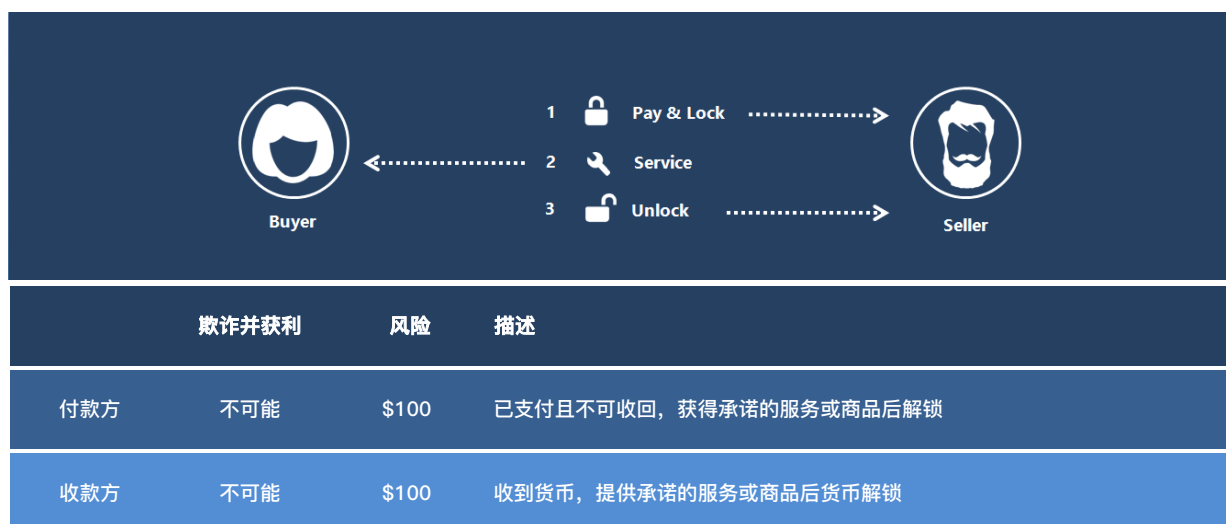 1 Pay & Lock
2 Service
3 Unlock
Buyer
Seller
欺诈并获利 风险 描述
付款方 不可能 $100 已支付且不可收回，获得承诺的服务或商品后解锁
收款方 不可能 $100 收到货币，提供承诺的服务或商品后货币解锁